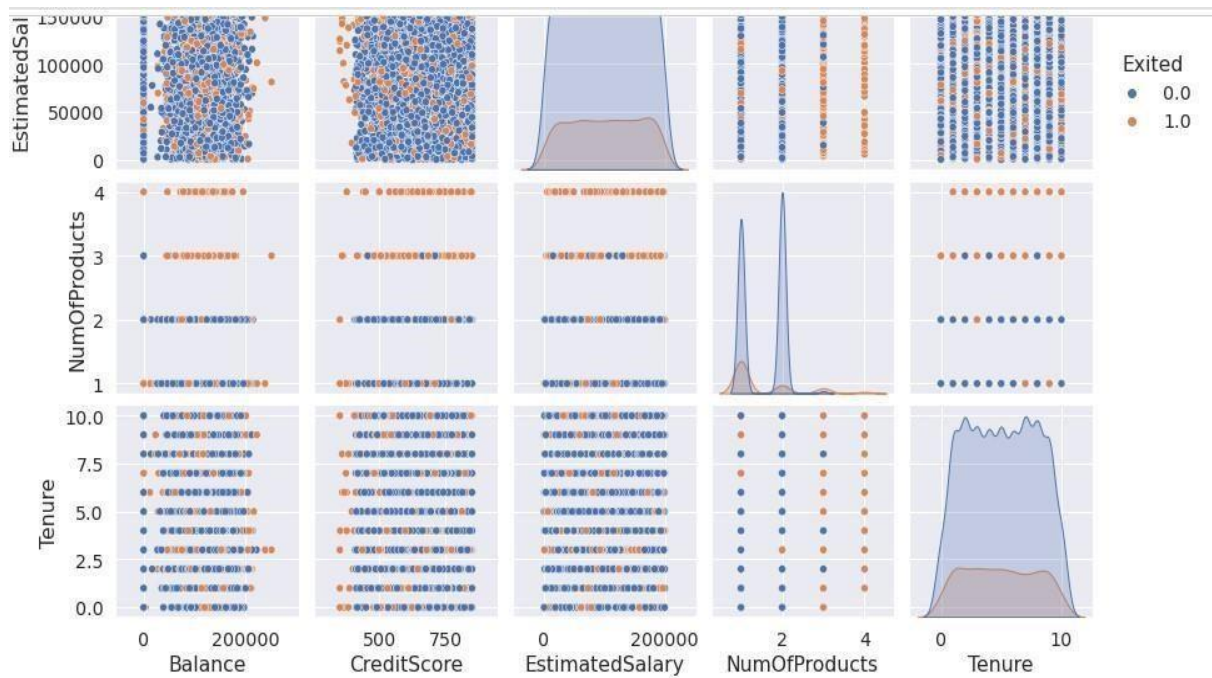 150000
100000
50000
0
EstimatedSal
Exited
0.0
1.0
4
3
2
1
NumOfProducts
10.0
7.5
5.0
2.5
0.0
Tenure
0 200000 500 750 0 200000 2 4 0 10
Balance CreditScore EstimatedSalary NumOfProducts Tenure